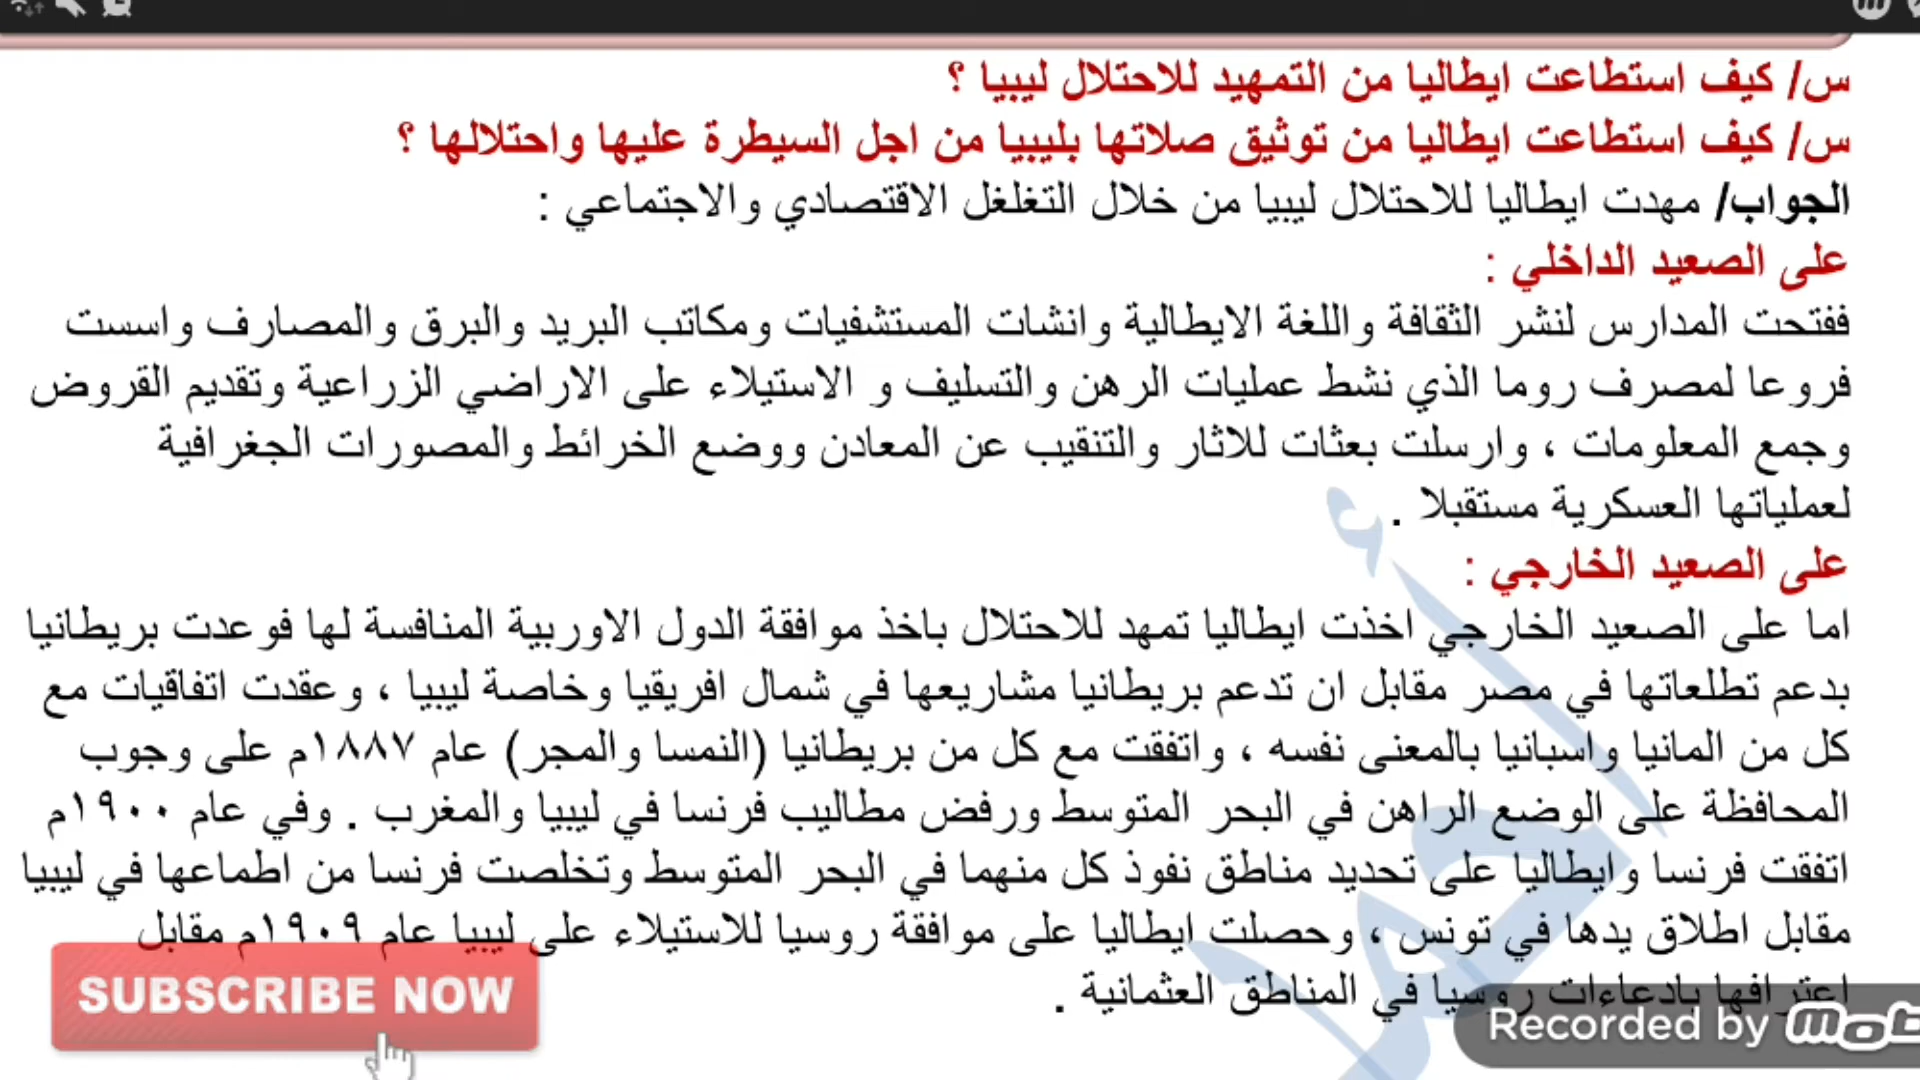 س/ كيف استطاعت ايطاليا من التمهيد للاحتلال ليبيا ؟
س/ كيف استطاعت ايطاليا من توثيق صلاتها بليبيا من اجل السيطرة عليها واحتلالها ؟
الجواب/ مهدت ايطاليا للاحتلال ليبيا من خلال التغلغل الاقتصادي والاجتماعي :
على الصعيد الداخلي :
ففتحت المدارس لنشر الثقافة واللغة الايطالية وانشات المستشفيات ومكاتب البريد والبرق والمصارف واسست
فروعا لمصرف روما الذي نشط عمليات الرهن والتسليف و الاستيلاء على الاراضي الزراعية وتقديم القروض
وجمع المعلومات ، وارسلت بعثات للاثار والتنقيب عن المعادن ووضع الخرائط والمصورات الجغرافية
لعملياتها العسكرية مستقبلا .
على الصعيد الخارجي :
اما على الصعيد الخارجي اخذت ايطاليا تمهد للاحتلال باخذ موافقة الدول الاوربية المنافسة لها فوعدت بريطانيا
بدعم تطلعاتها في مصر مقابل ان تدعم بريطانيا مشاريعها في شمال افريقيا وخاصة ليبيا ، وعقدت اتفاقيات مع
كل من المانيا واسبانيا بالمعنى نفسه ، واتفقت مع كل من بريطانيا (النمسا والمجر) عام ١٨٨٧م على وجوب
المحافظة على الوضع الراهن في البحر المتوسط ورفض مطاليب فرنسا في ليبيا والمغرب . وفي عام ١٩٠٠م
اتفقت فرنسا وايطاليا على تحديد مناطق نفوذ كل منهما في البحر المتوسط وتخلصت فرنسا من اطماعها في ليبيا
مقابل اطلاق يدها في تونس ، وحصلت ايطاليا على موافقة روسيا للاستيلاء على ليبيا عام ١٩٠٩م مقابل
اعترافها بادعاءات روسيا في المناطق العثمانية .
SUBSCRIBE NOW
Recorded by